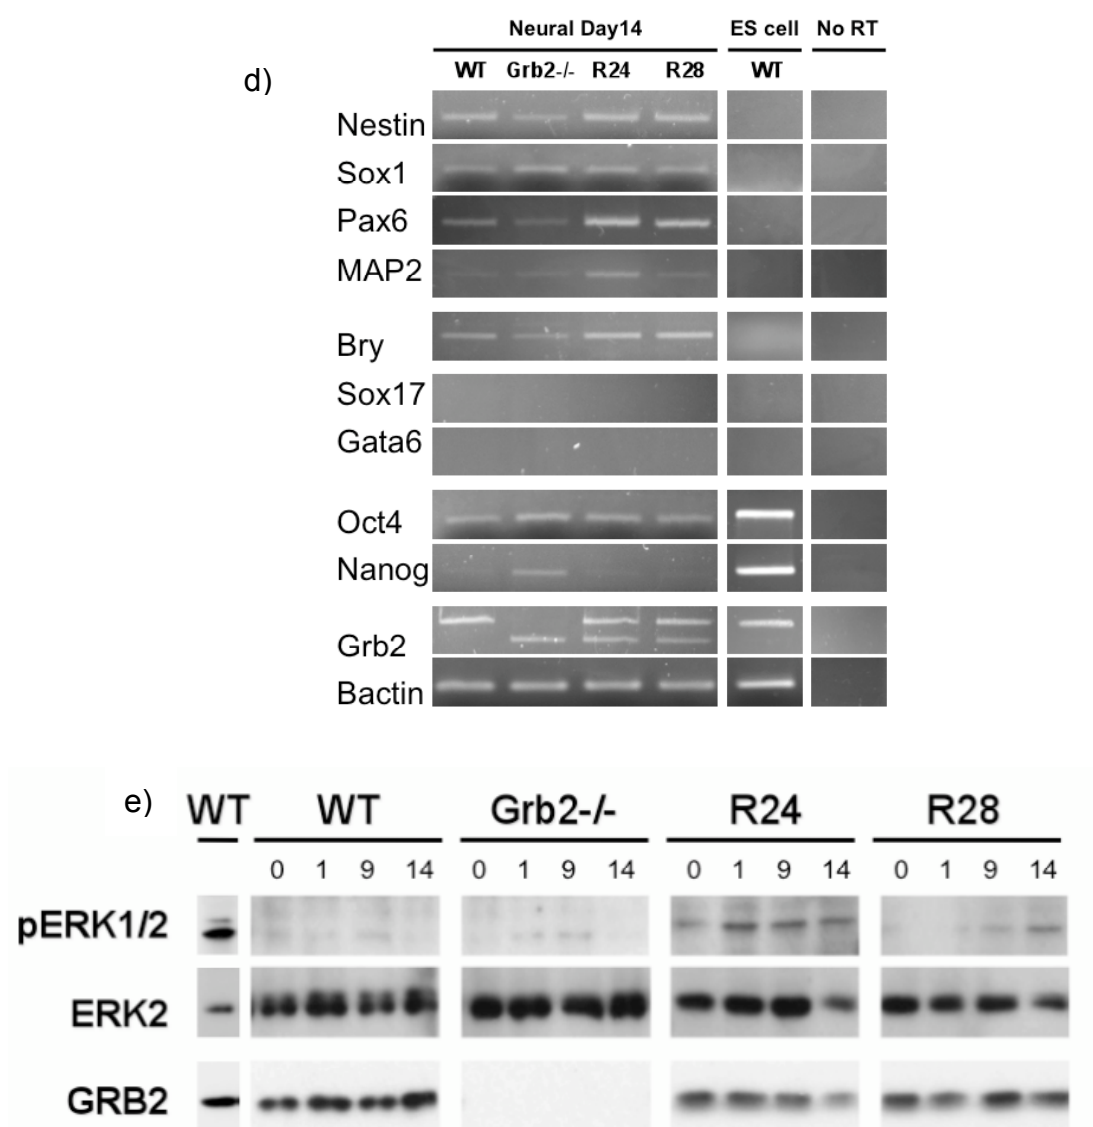 Neural Day14 ES cell No RT
d) WT Grb2-/- R24 R28 WT
Nestin
Sox1
Pax6
MAP2
Bry
Sox17
Gata6
Oct4
Nanog
Grb2
Bactin
e) WT WT Grb2-/- R24 R28
0 1 9 14 0 1 9 14 0 1 9 14 0 1 9 14
pERK1/2
ERK2
GRB2